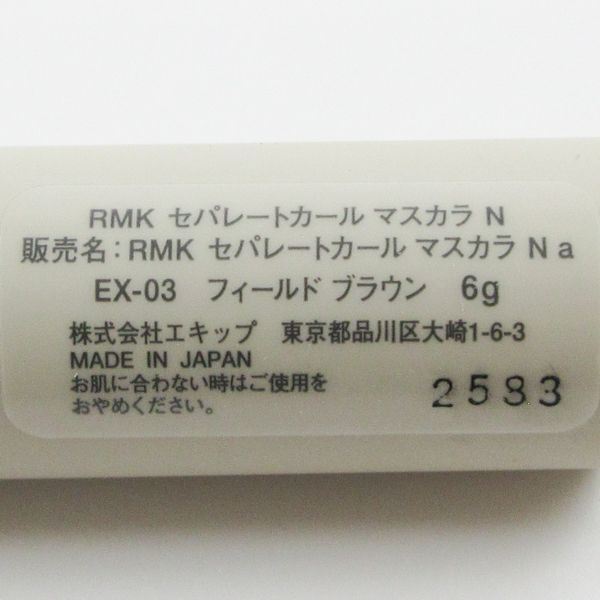 RMK セパレートカール マスカラ N
販売名：RMK セパレートカール マスカラ N a
EX-03 フィールド ブラウン 6g
株式会社エキップ 東京都品川区大崎1-6-3
MADE IN JAPAN
お肌に合わない時はご使用を
おやめください。
2583